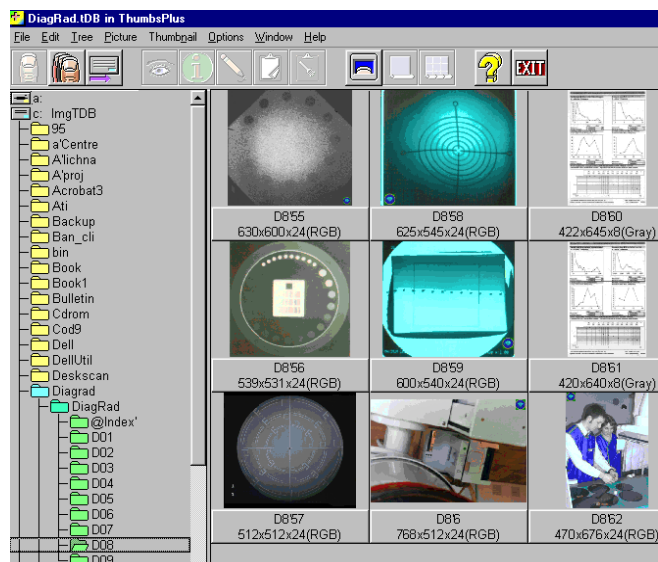 DiagRad.tDB in ThumbsPlus
File Edit Tree Picture Thumbnail Options Window Help
EXIT
a:
c: ImgTDB
95
a'Centre
A'lichna
A'proj
Acrobat3
Ati
Backup
Ban_cli
bin
Book
Book1
Bulletin
Cdrom
Cod9
Dell
DellUtil
Deskscan
Diagrad
DiagRad
@Index'
D01
D02
D03
D04
D05
D06
D07
D08
D09
D8'55
630x600x24(RGB)
D8'58
625x545x24(RGB)
D8'60
422x645x8(Gray)
D8'56
539x531x24(RGB)
D8'59
600x540x24(RGB)
D8'61
420x640x8(Gray)
D8'57
512x512x24(RGB)
D8'6
768x512x24(RGB)
D8'62
470x676x24(RGB)